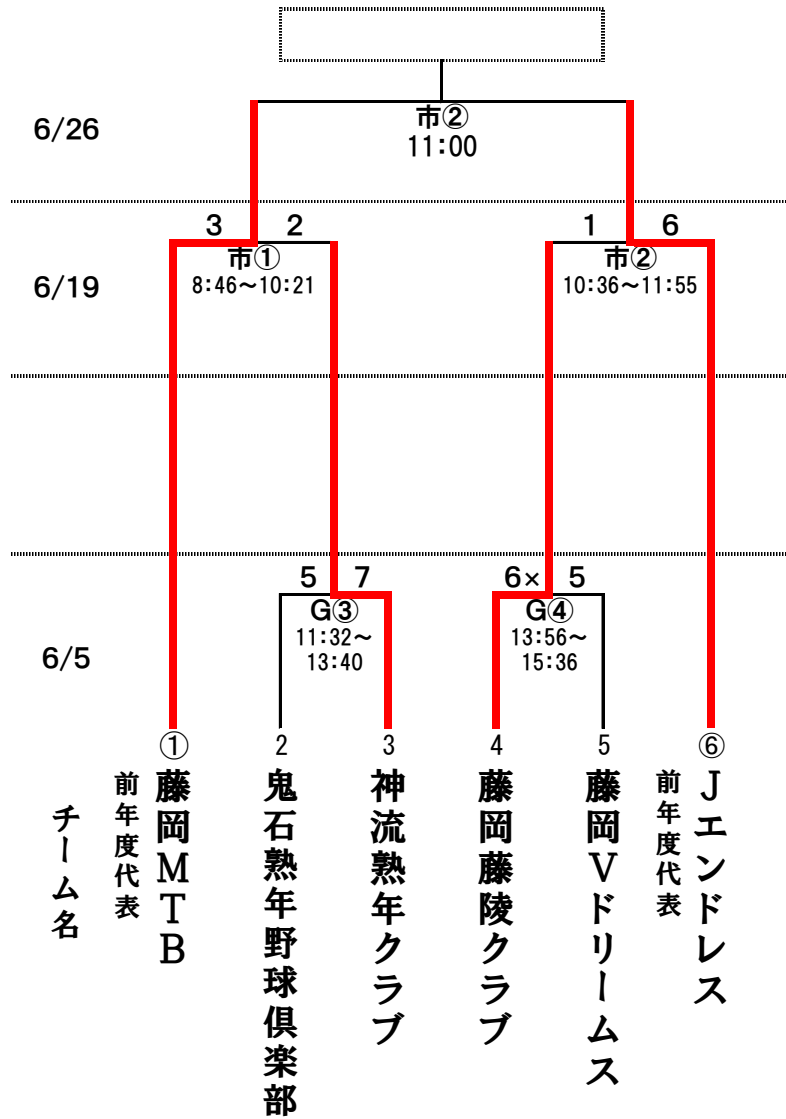 6/26
市②
11:00
3 2
1 6
6/19
市①
8:46～10:21
市②
10:36～11:55
5 7
6× 5
6/5
G③
11:32～
13:40
G④
13:56～
15:36
① 2 3 4 5 ⑥
チーム名
前年度代表
藤岡MTB
鬼石熟年野球倶楽部
神流熟年クラブ
藤岡藤陵クラブ
藤岡Vドリームス
前年度代表
Jエンドレス